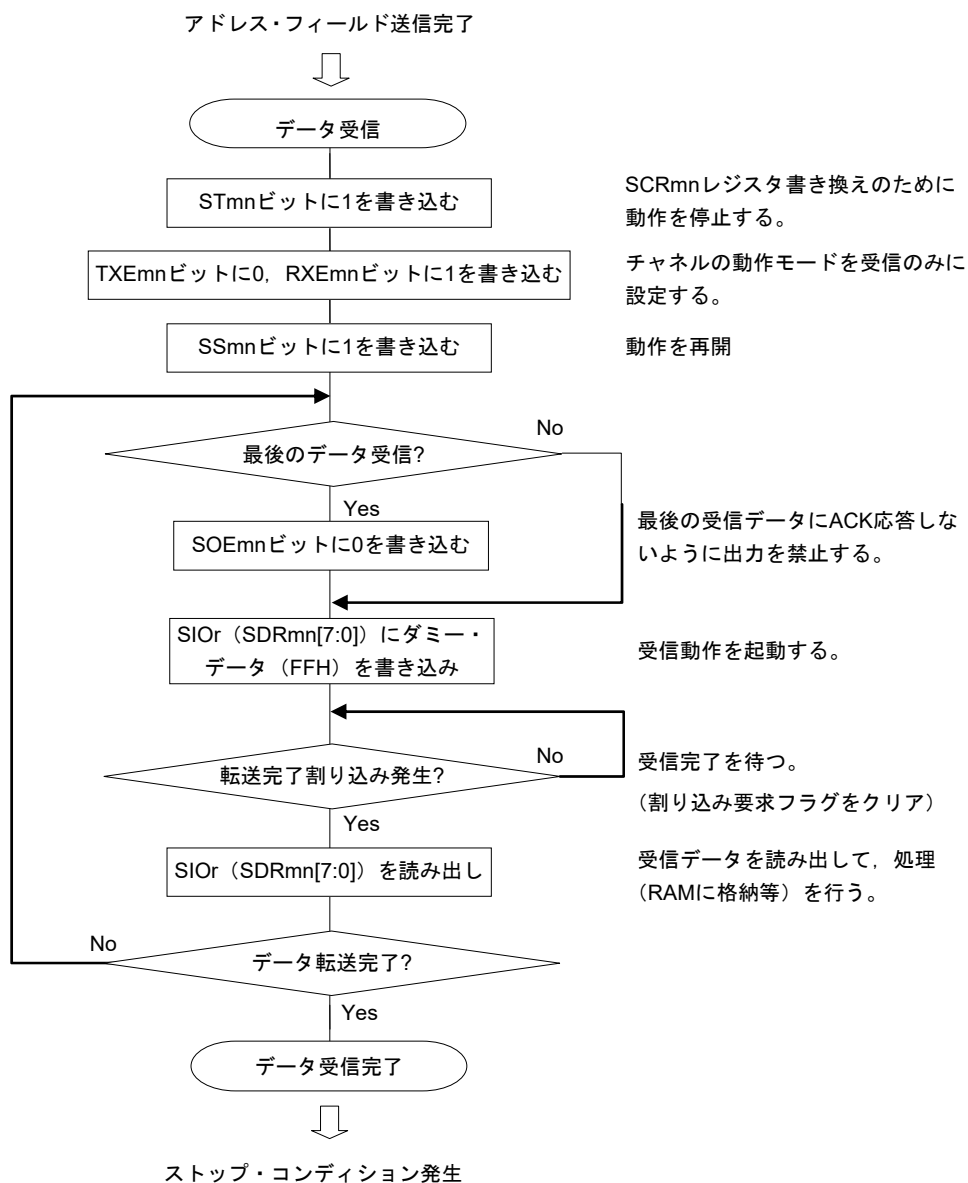 アドレス・フィールド送信完了
データ受信
STmnビットに1を書き込む
SCRmnレジスタ書き換えのために
動作を停止する。
TXEmnビットに0，RXEmnビットに1を書き込む
チャネルの動作モードを受信のみに
設定する。
SSmnビットに1を書き込む
動作を再開
最後のデータ受信?
No
Yes
SOEmnビットに0を書き込む
最後の受信データにACK応答しな
いように出力を禁止する。
SIOr（SDRmn[7:0]）にダミー・
データ（FFH）を書き込み
受信動作を起動する。
転送完了割り込み発生?
No
受信完了を待つ。
（割り込み要求フラグをクリア）
Yes
SIOr（SDRmn[7:0]）を読み出し
受信データを読み出して，処理
（RAMに格納等）を行う。
No
データ転送完了?
Yes
データ受信完了
ストップ・コンディション発生